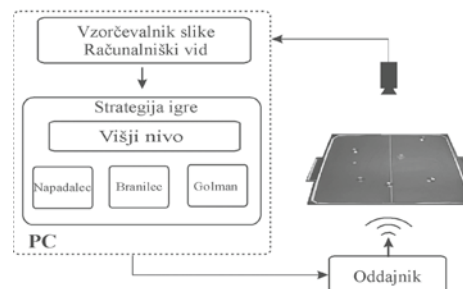 Vzorčevalnik slike
Računalniški vid
Strategija igre
Višji nivo
Napadalec
Branilec
Golman
PC
Oddajnik